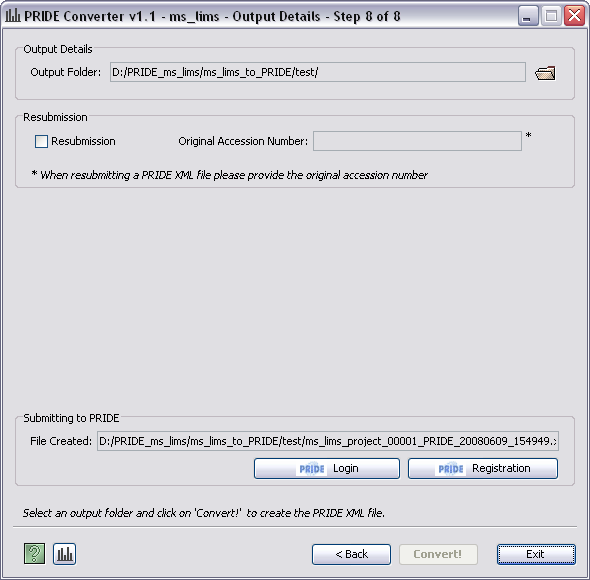 PRIDE Converter v1.1 - ms_lims - Output Details - Step 8 of 8
Output Details
Output Folder: D:/PRIDE_ms_lims/ms_lims_to_PRIDE/test/
Resubmission
Resubmission Original Accession Number: *
* When resubmitting a PRIDE XML file please provide the original accession number
Submitting to PRIDE
File Created: D:/PRIDE_ms_lims/ms_lims_to_PRIDE/test/ms_lims_project_00001_PRIDE_20080609_154949.x
PRIDE Login PRIDE Registration
Select an output folder and click on 'Convert!' to create the PRIDE XML file.
? < Back Convert! Exit